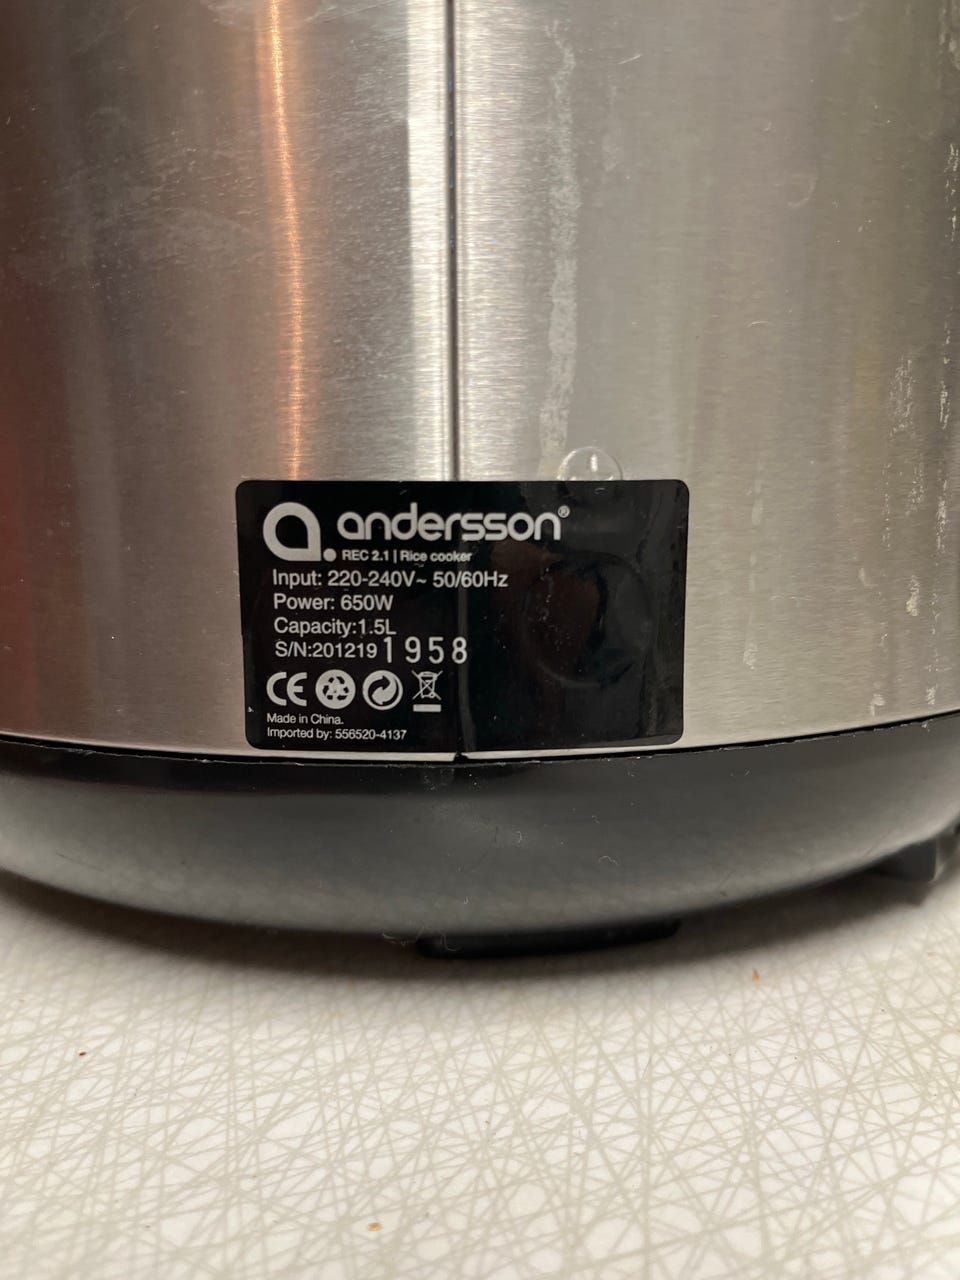 a. andersson®
REC 2.1 | Rice cooker
Input: 220-240V~ 50/60Hz
Power: 650W
Capacity:1.5L
S/N:201219 1958
CE
Made in China.
Imported by: 556520-4137